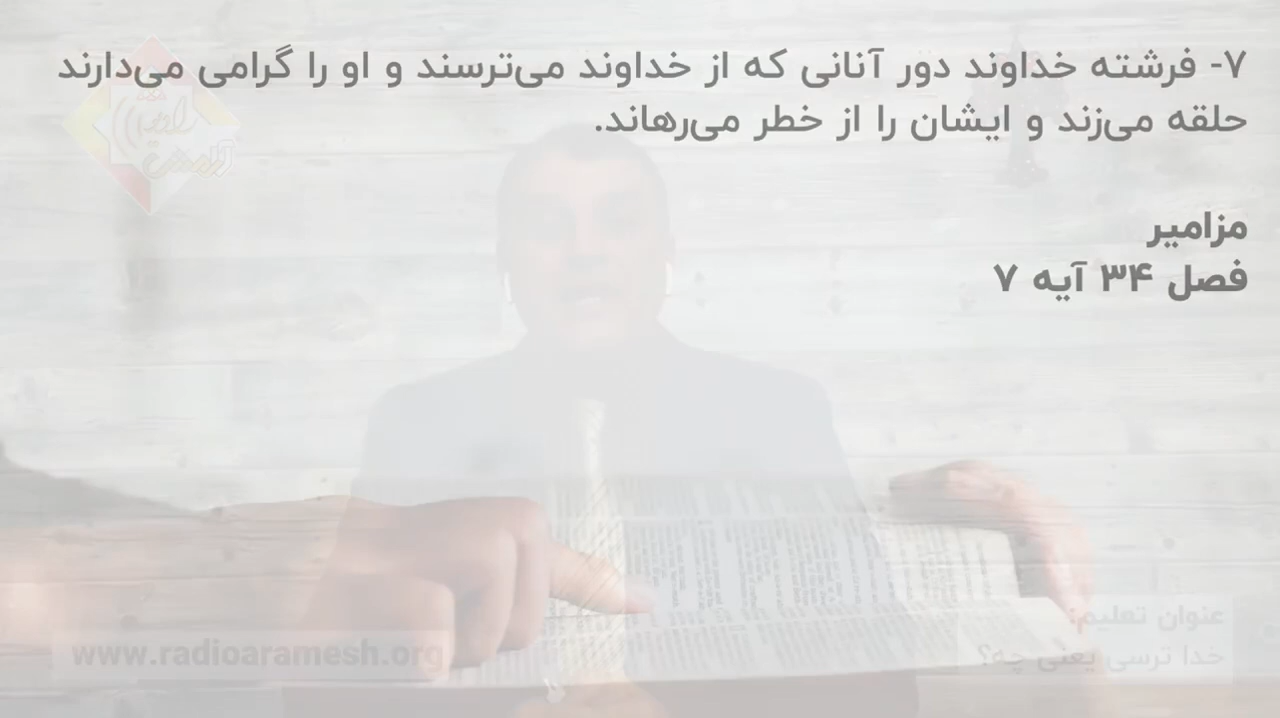 ۷- فرشته خداوند دور آنانی که از خداوند می‌ترسند و او را گرامی می‌دارند
حلقه می‌زند و ایشان را از خطر می‌رهاند.
مزامیر
فصل ۳۴ آیه ۷
رادیو
آرامش
عنوان تعلیم:
خدا ترسی یعنی چه؟
www.radioaramesh.org